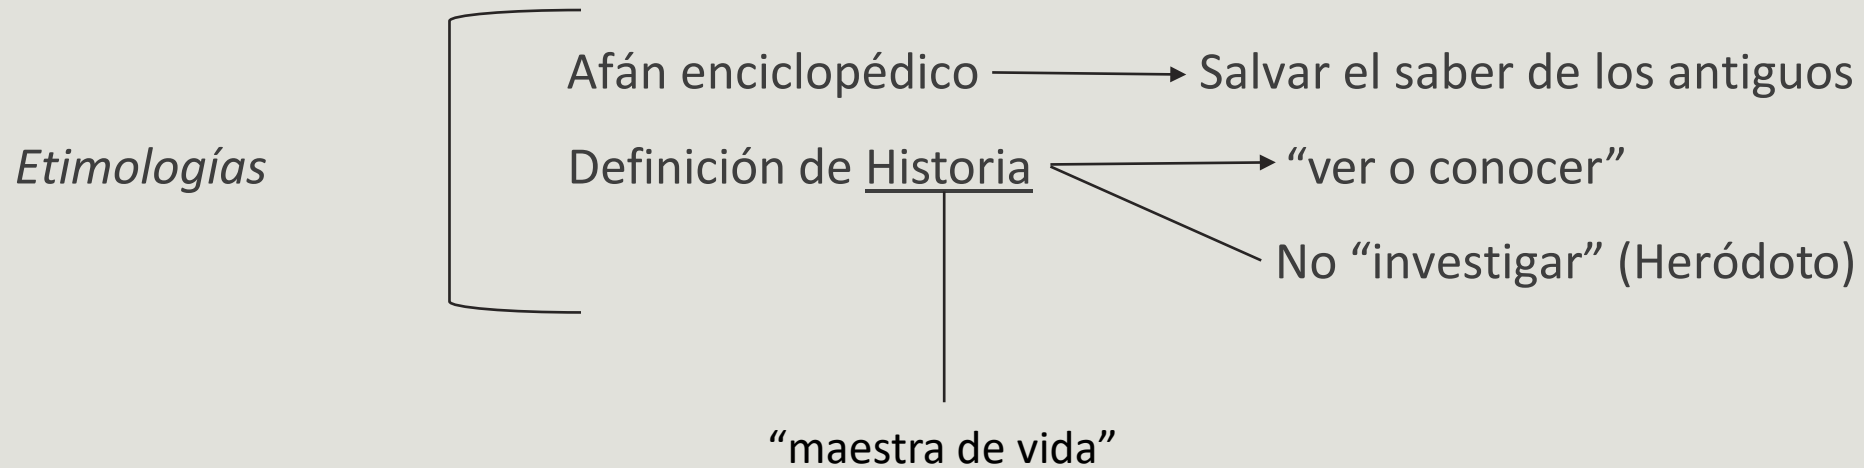 Afán enciclopédico Salvar el saber de los antiguos
Etimologías Definición de Historia “ver o conocer”
No “investigar” (Heródoto)
“maestra de vida”